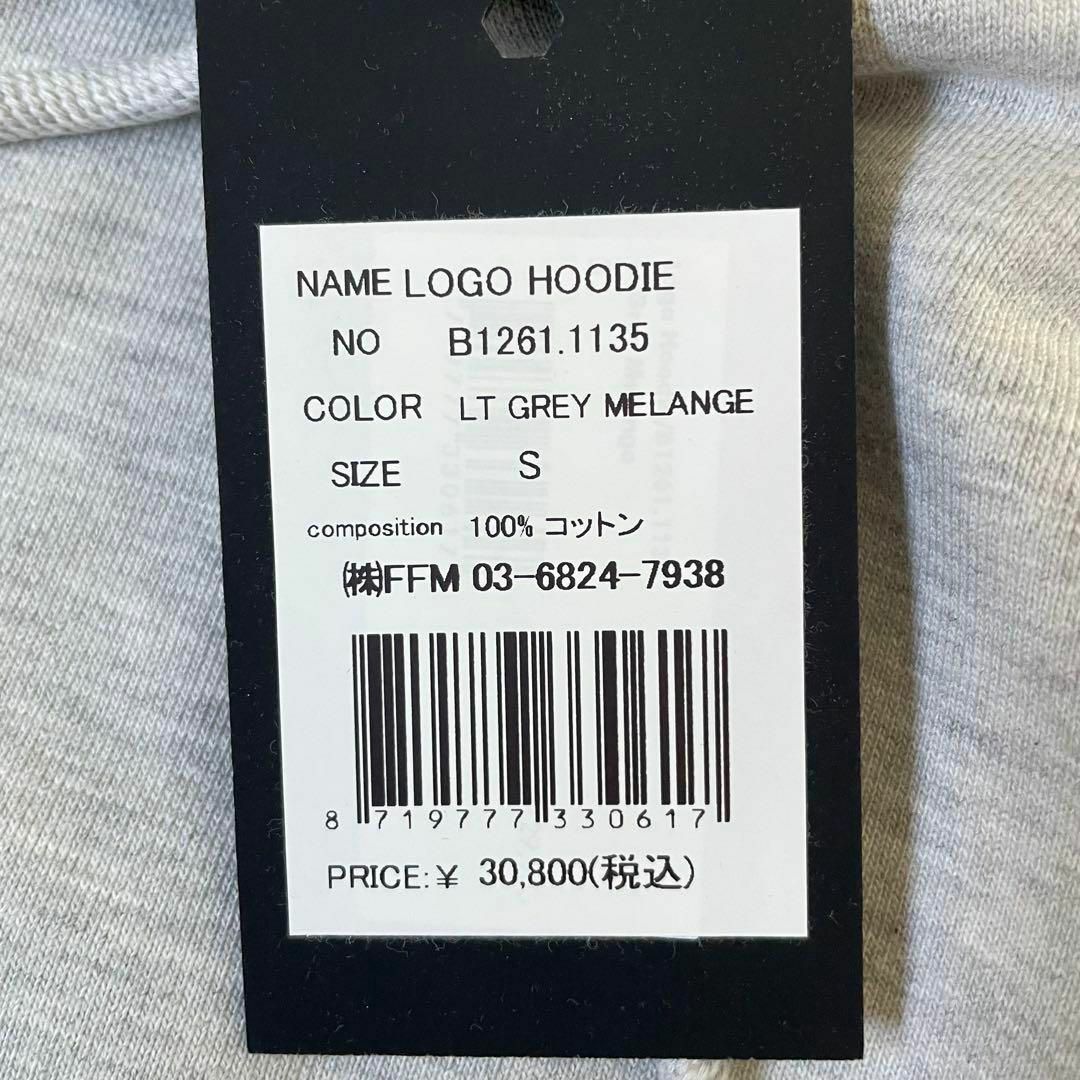 NAME LOGO HOODIE
NO B1261.1135
COLOR LT GREY MELANGE
SIZE S
composition 100% コットン
㈱FFM 03-6824-7938
8 719777 330617
PRICE:¥ 30,800(税込)